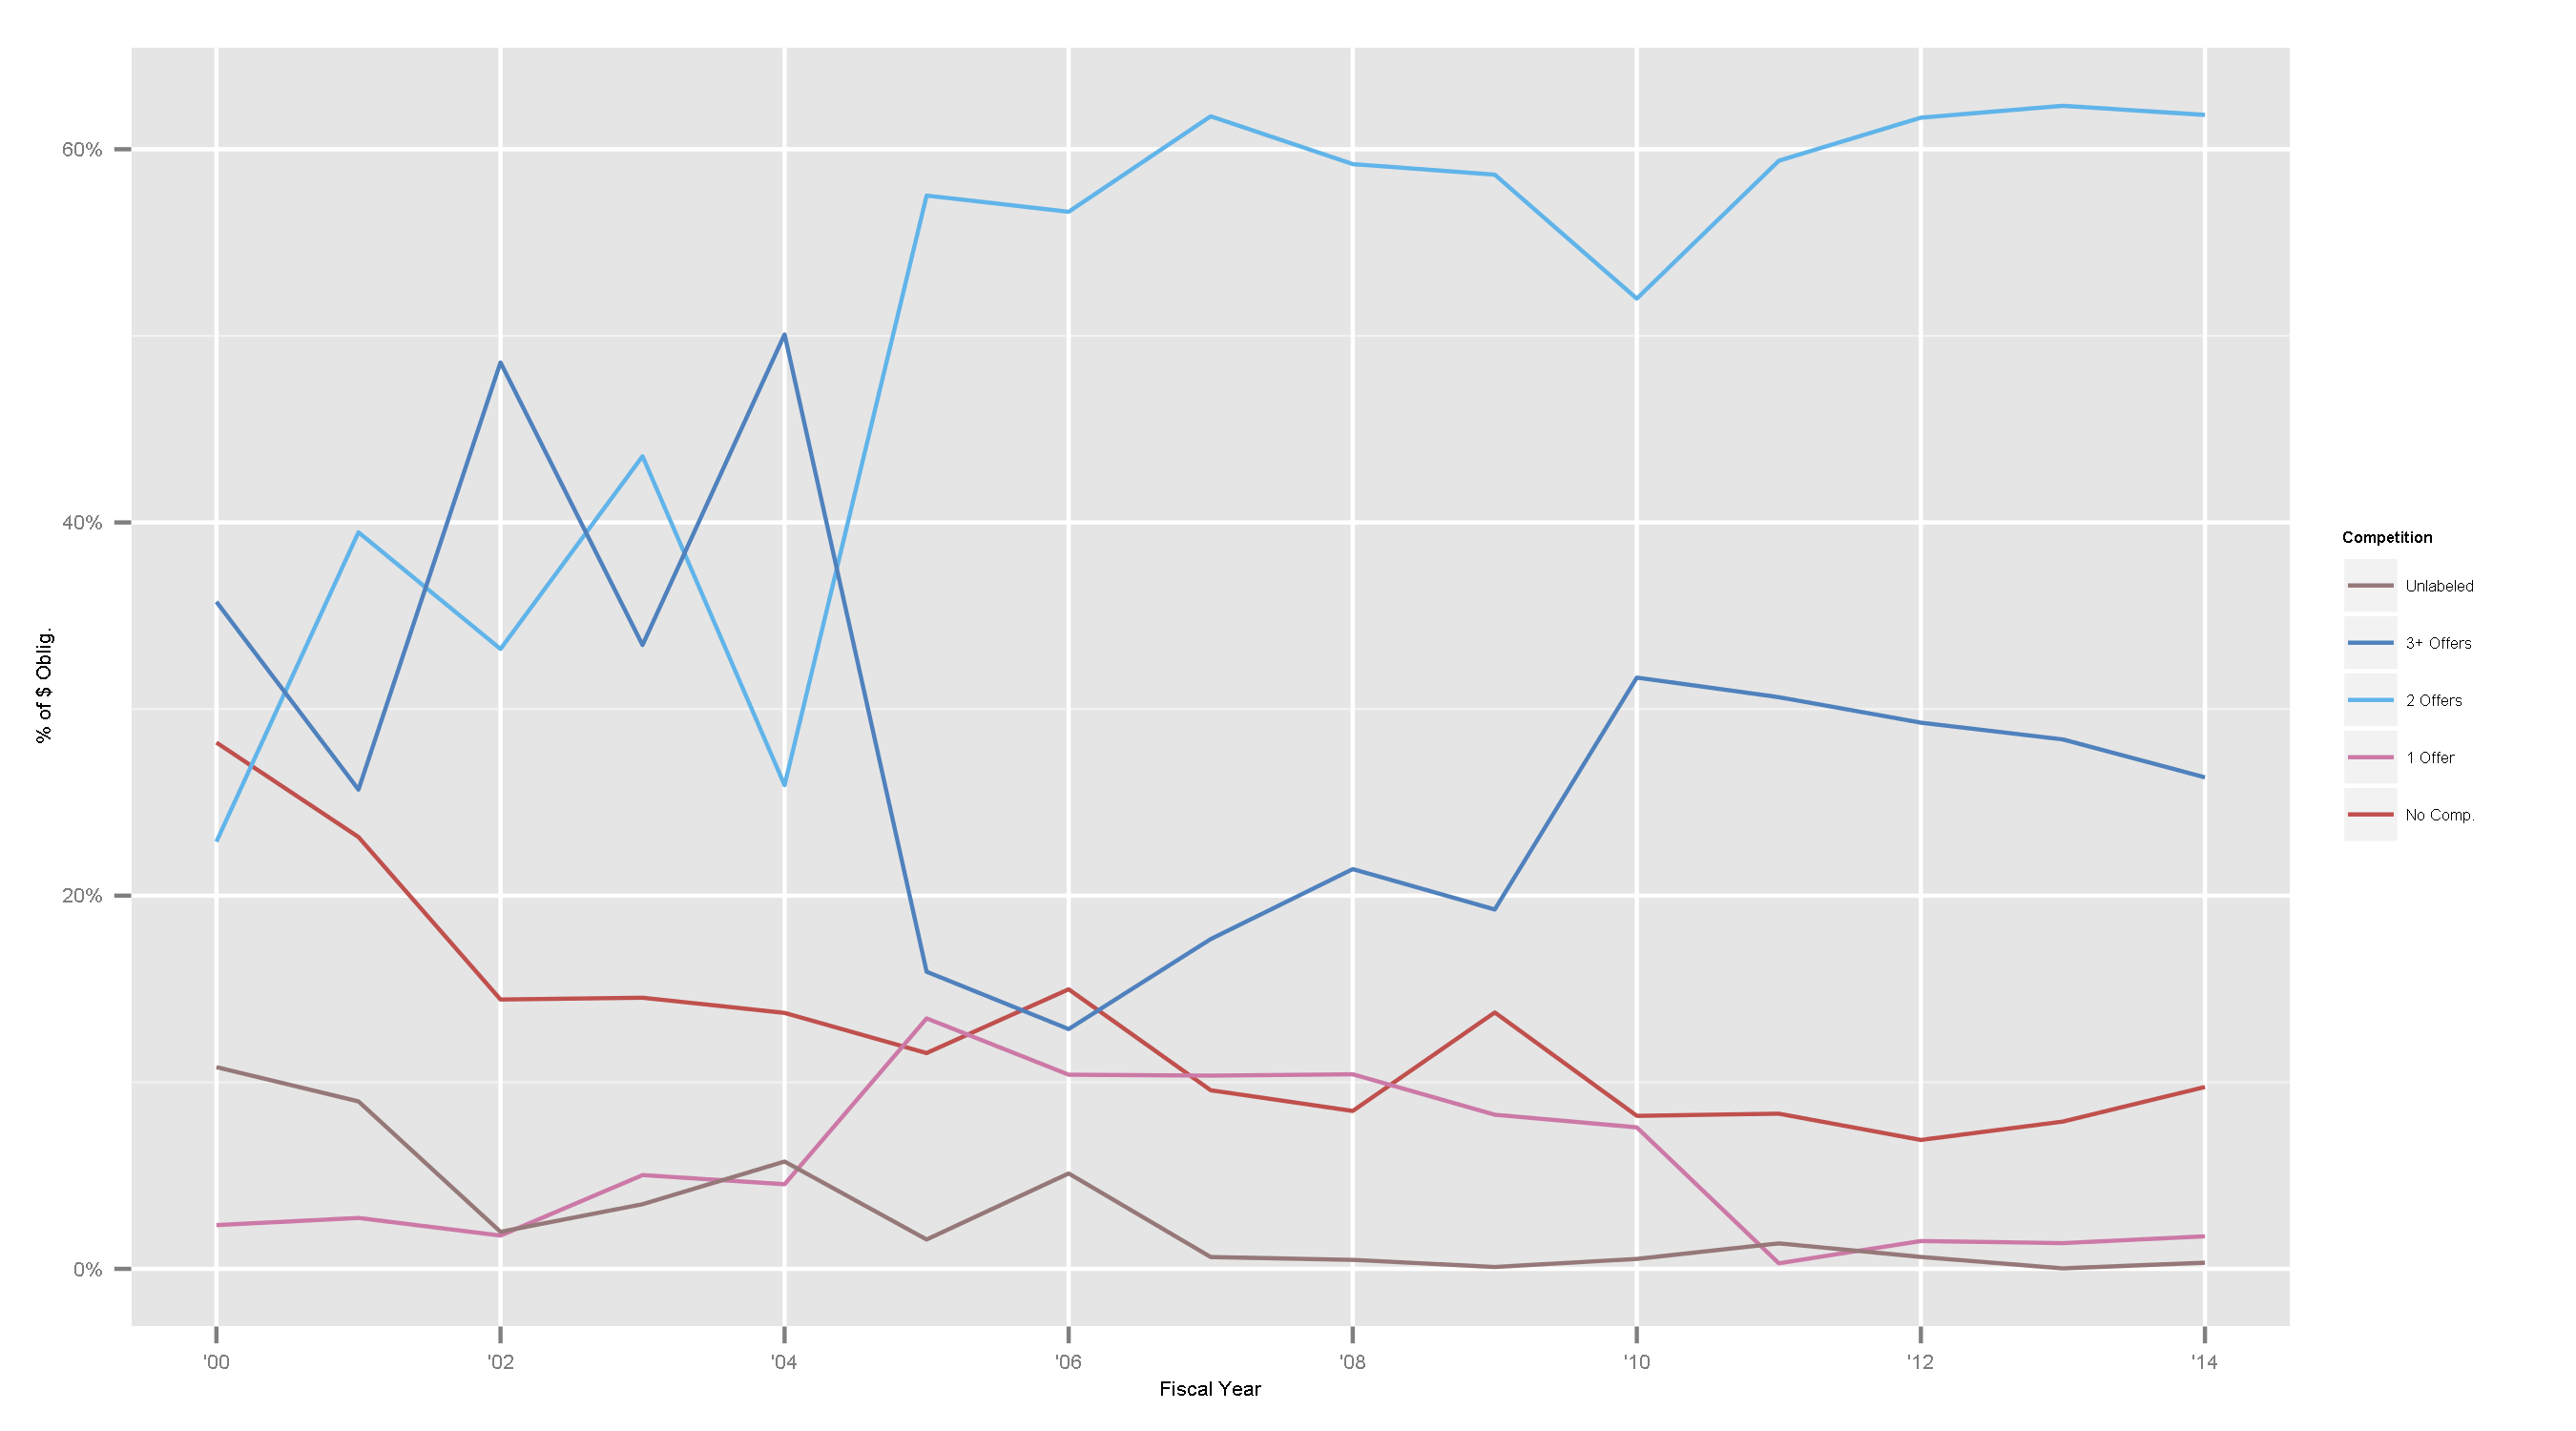 60%
40%
20%
0%
% of $ Oblig.
'00 '02 '04 '06 '08 '10 '12 '14
Fiscal Year
Competition
Unlabeled
3+ Offers
2 Offers
1 Offer
No Comp.